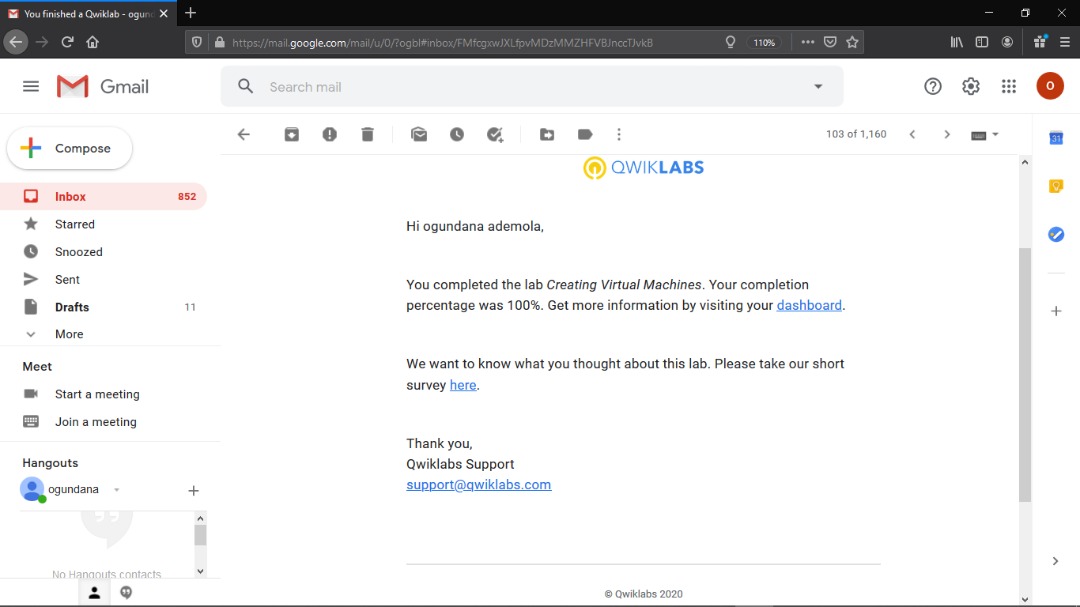 You finished a Qwiklab - ogund
https://mail.google.com/mail/u/0/?ogbl#inbox/FMfcgxwJXLfpvMDzMMZHFVBJnccTJvkB
110%
Gmail
Search mail
O
Compose
103 of 1,160
31
QWIKLABS
Inbox 852
Starred
Snoozed
Sent
Drafts 11
More
Meet
Start a meeting
Join a meeting
Hangouts
ogundana
No Hangouts contacts
Hi ogundana ademola,
You completed the lab Creating Virtual Machines. Your completion
percentage was 100%. Get more information by visiting your dashboard.
We want to know what you thought about this lab. Please take our short
survey here.
Thank you,
Qwiklabs Support
support@qwiklabs.com
© Qwiklabs 2020